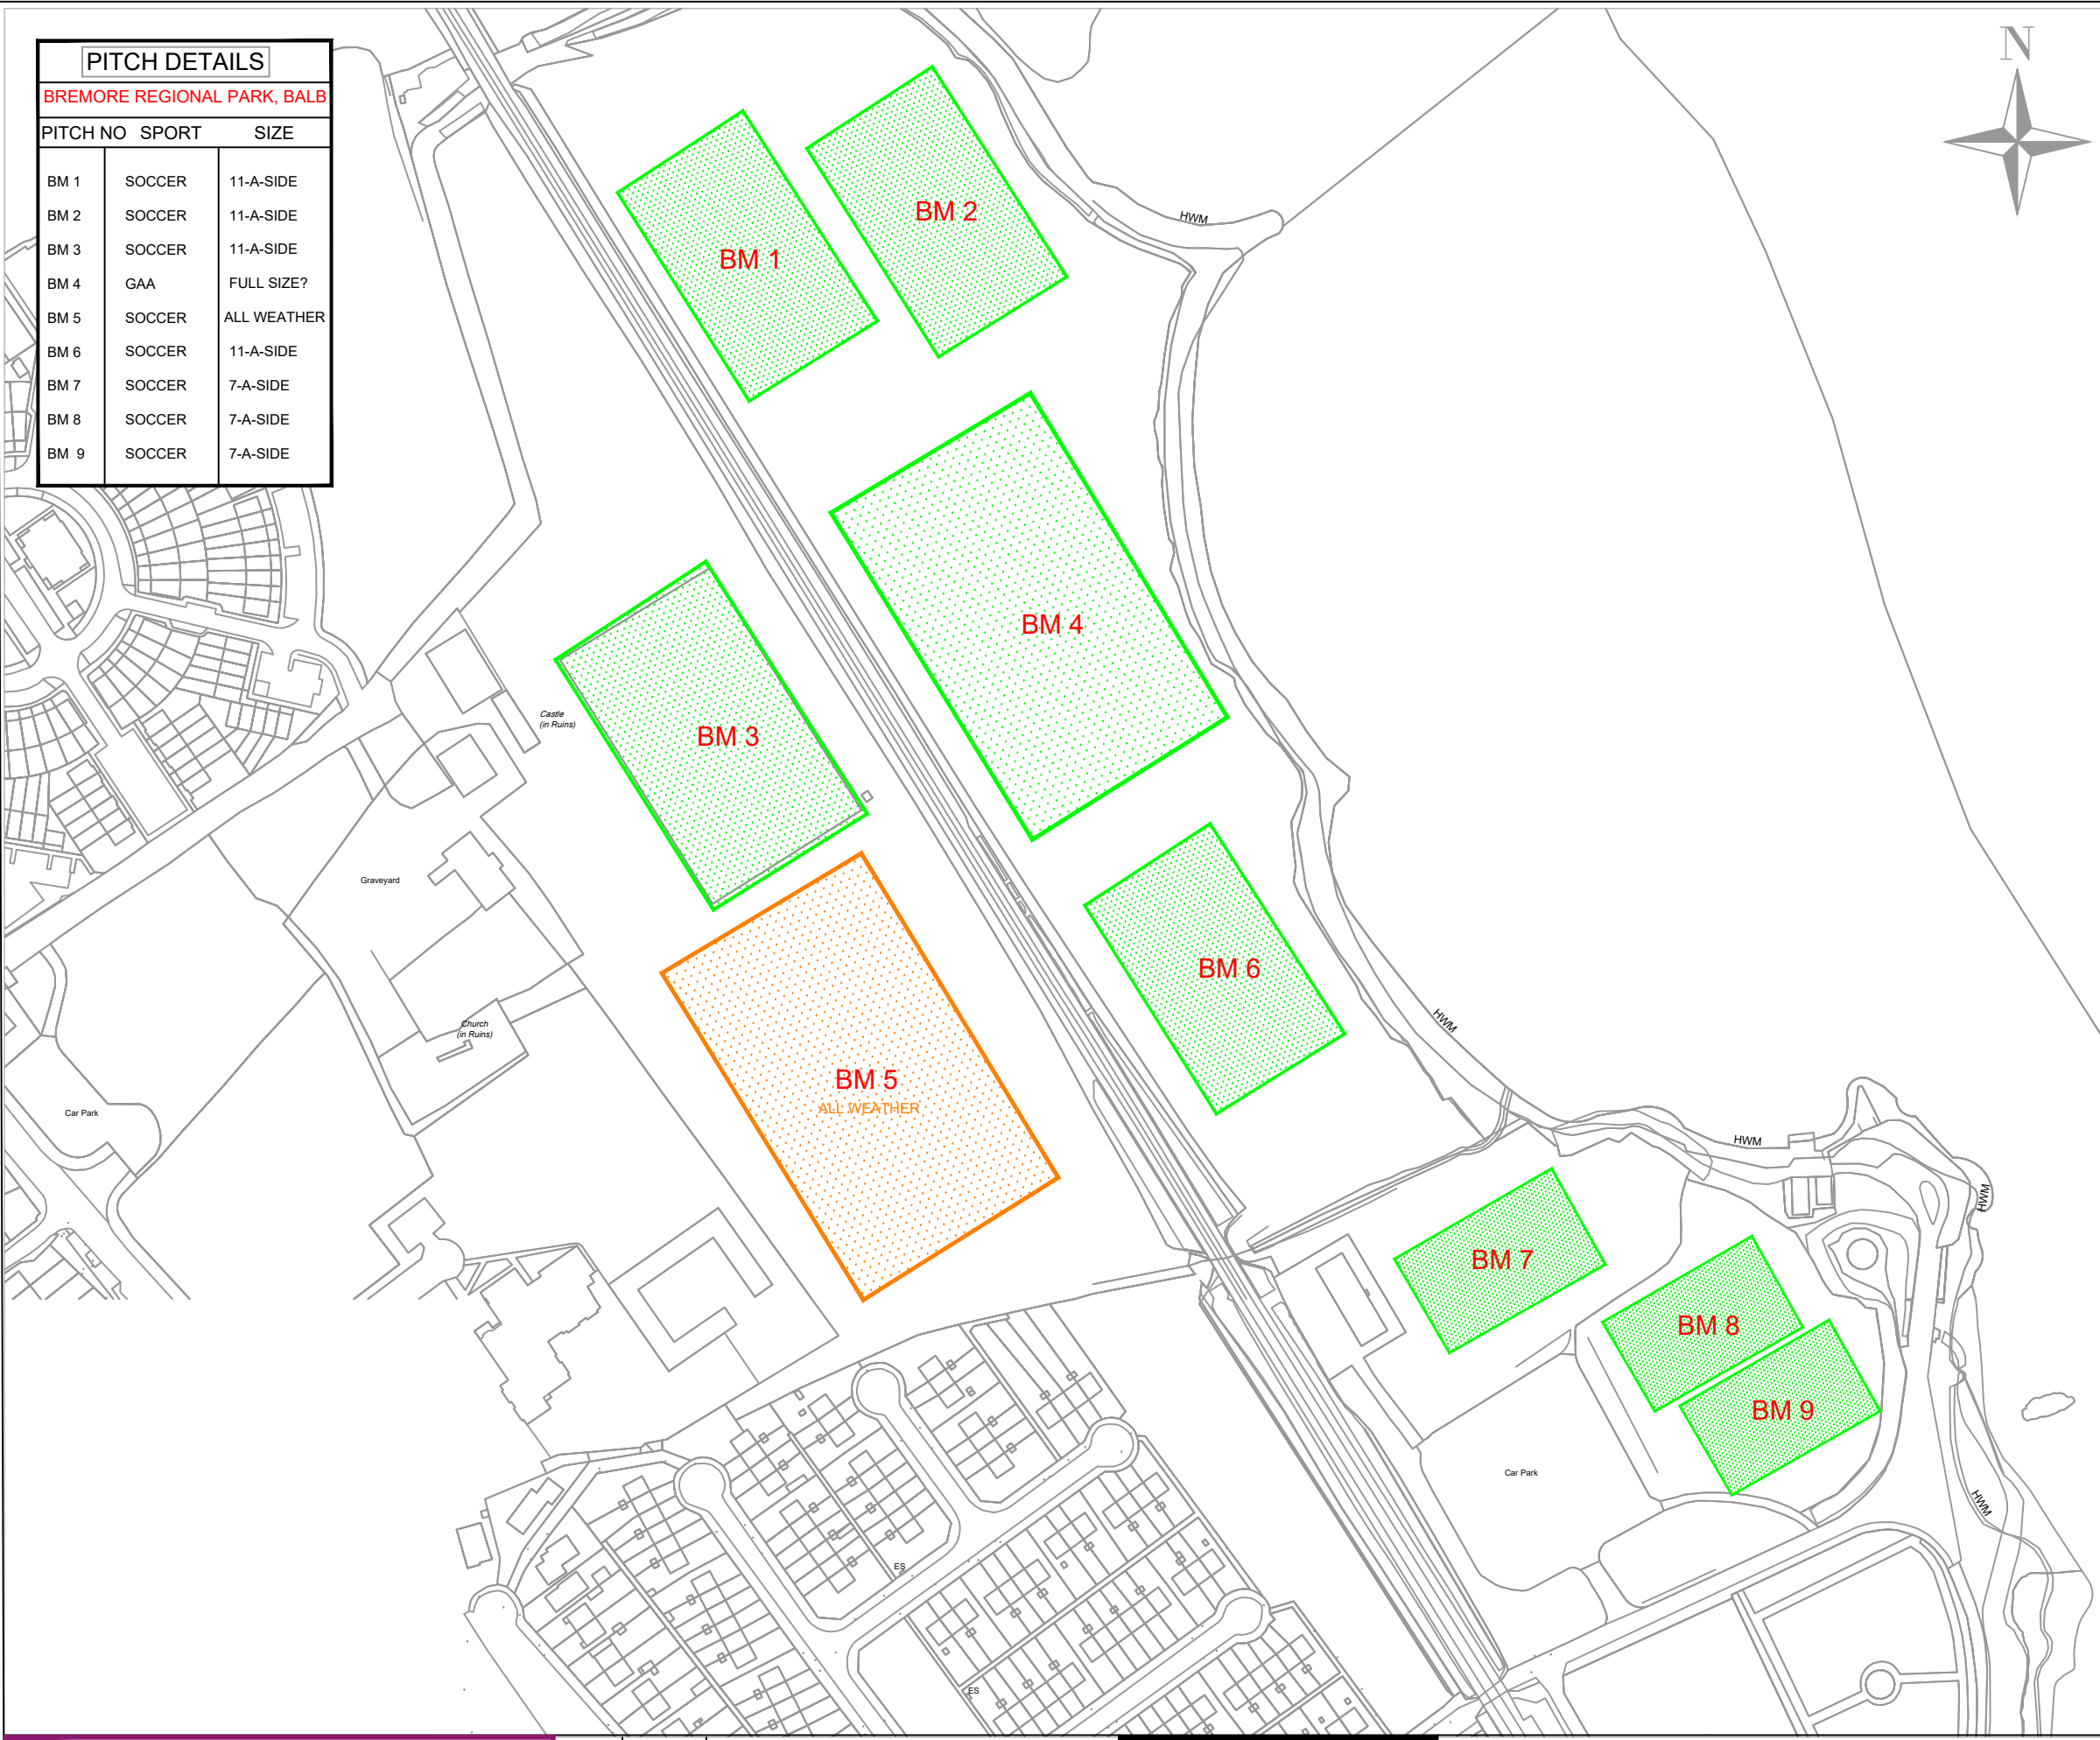 PITCH DETAILS
BREMORE REGIONAL PARK, BALB
PITCH NO SPORT SIZE
BM 1 SOCCER 11-A-SIDE
BM 2 SOCCER 11-A-SIDE
BM 3 SOCCER 11-A-SIDE
BM 4 GAA FULL SIZE?
BM 5 SOCCER ALL WEATHER
BM 6 SOCCER 11-A-SIDE
BM 7 SOCCER 7-A-SIDE
BM 8 SOCCER 7-A-SIDE
BM 9 SOCCER 7-A-SIDE
N
BM 2
HWM
BM 1
BM 4
Castle
(in Ruins)
BM 3
Graveyard
BM 6
Church
(in Ruins)
HWM
BM 5
ALL WEATHER
Car Park
HWM
HWM
BM 7
BM 8
BM 9
Car Park
HWM
ES
ES